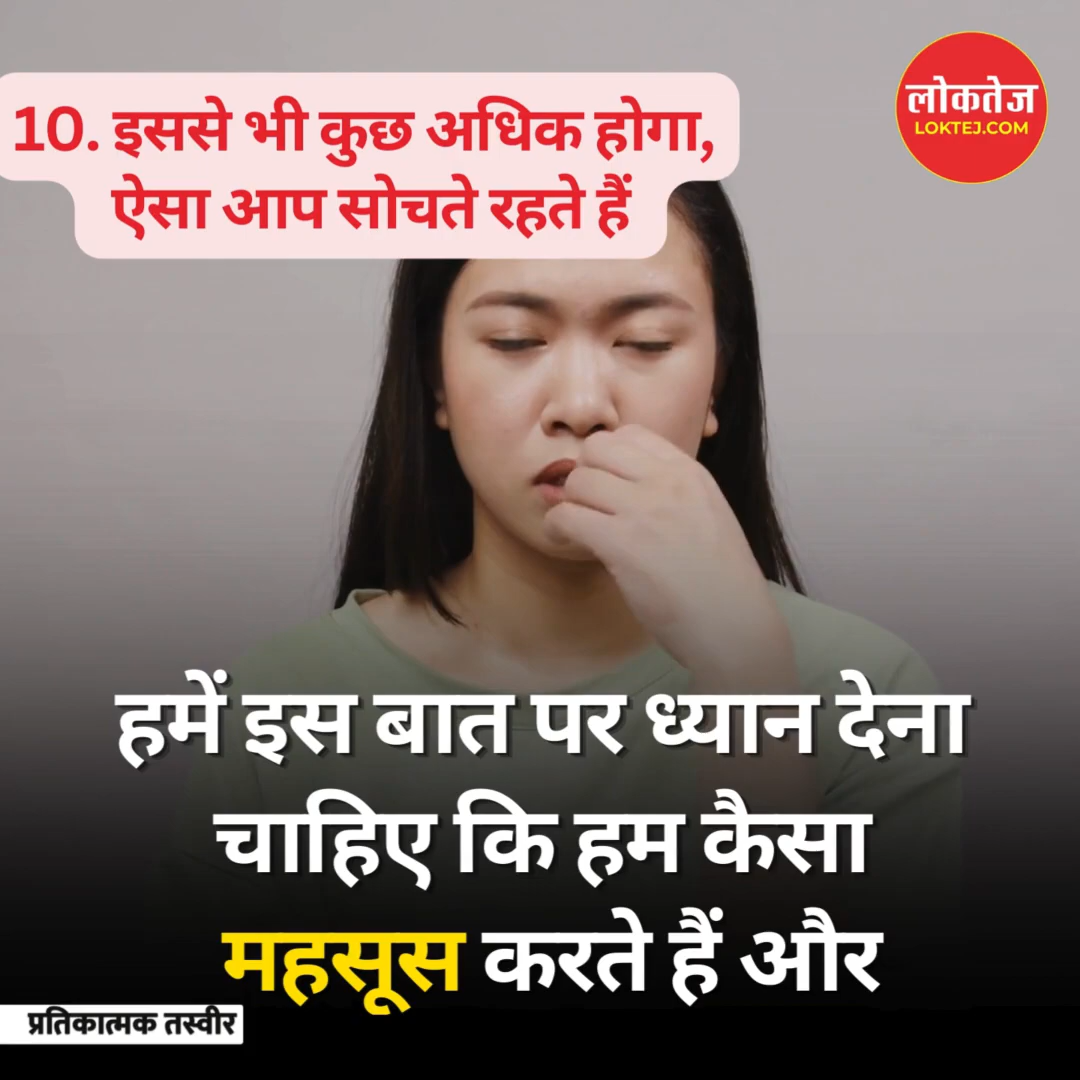 10. इससे भी कुछ अधिक होगा,
ऐसा आप सोचते रहते हैं
लोकतेज
LOKTEJ.COM
हमें इस बात पर ध्यान देना
चाहिए कि हम कैसा
महसूस करते हैं और
प्रतिकात्मक तस्वीर